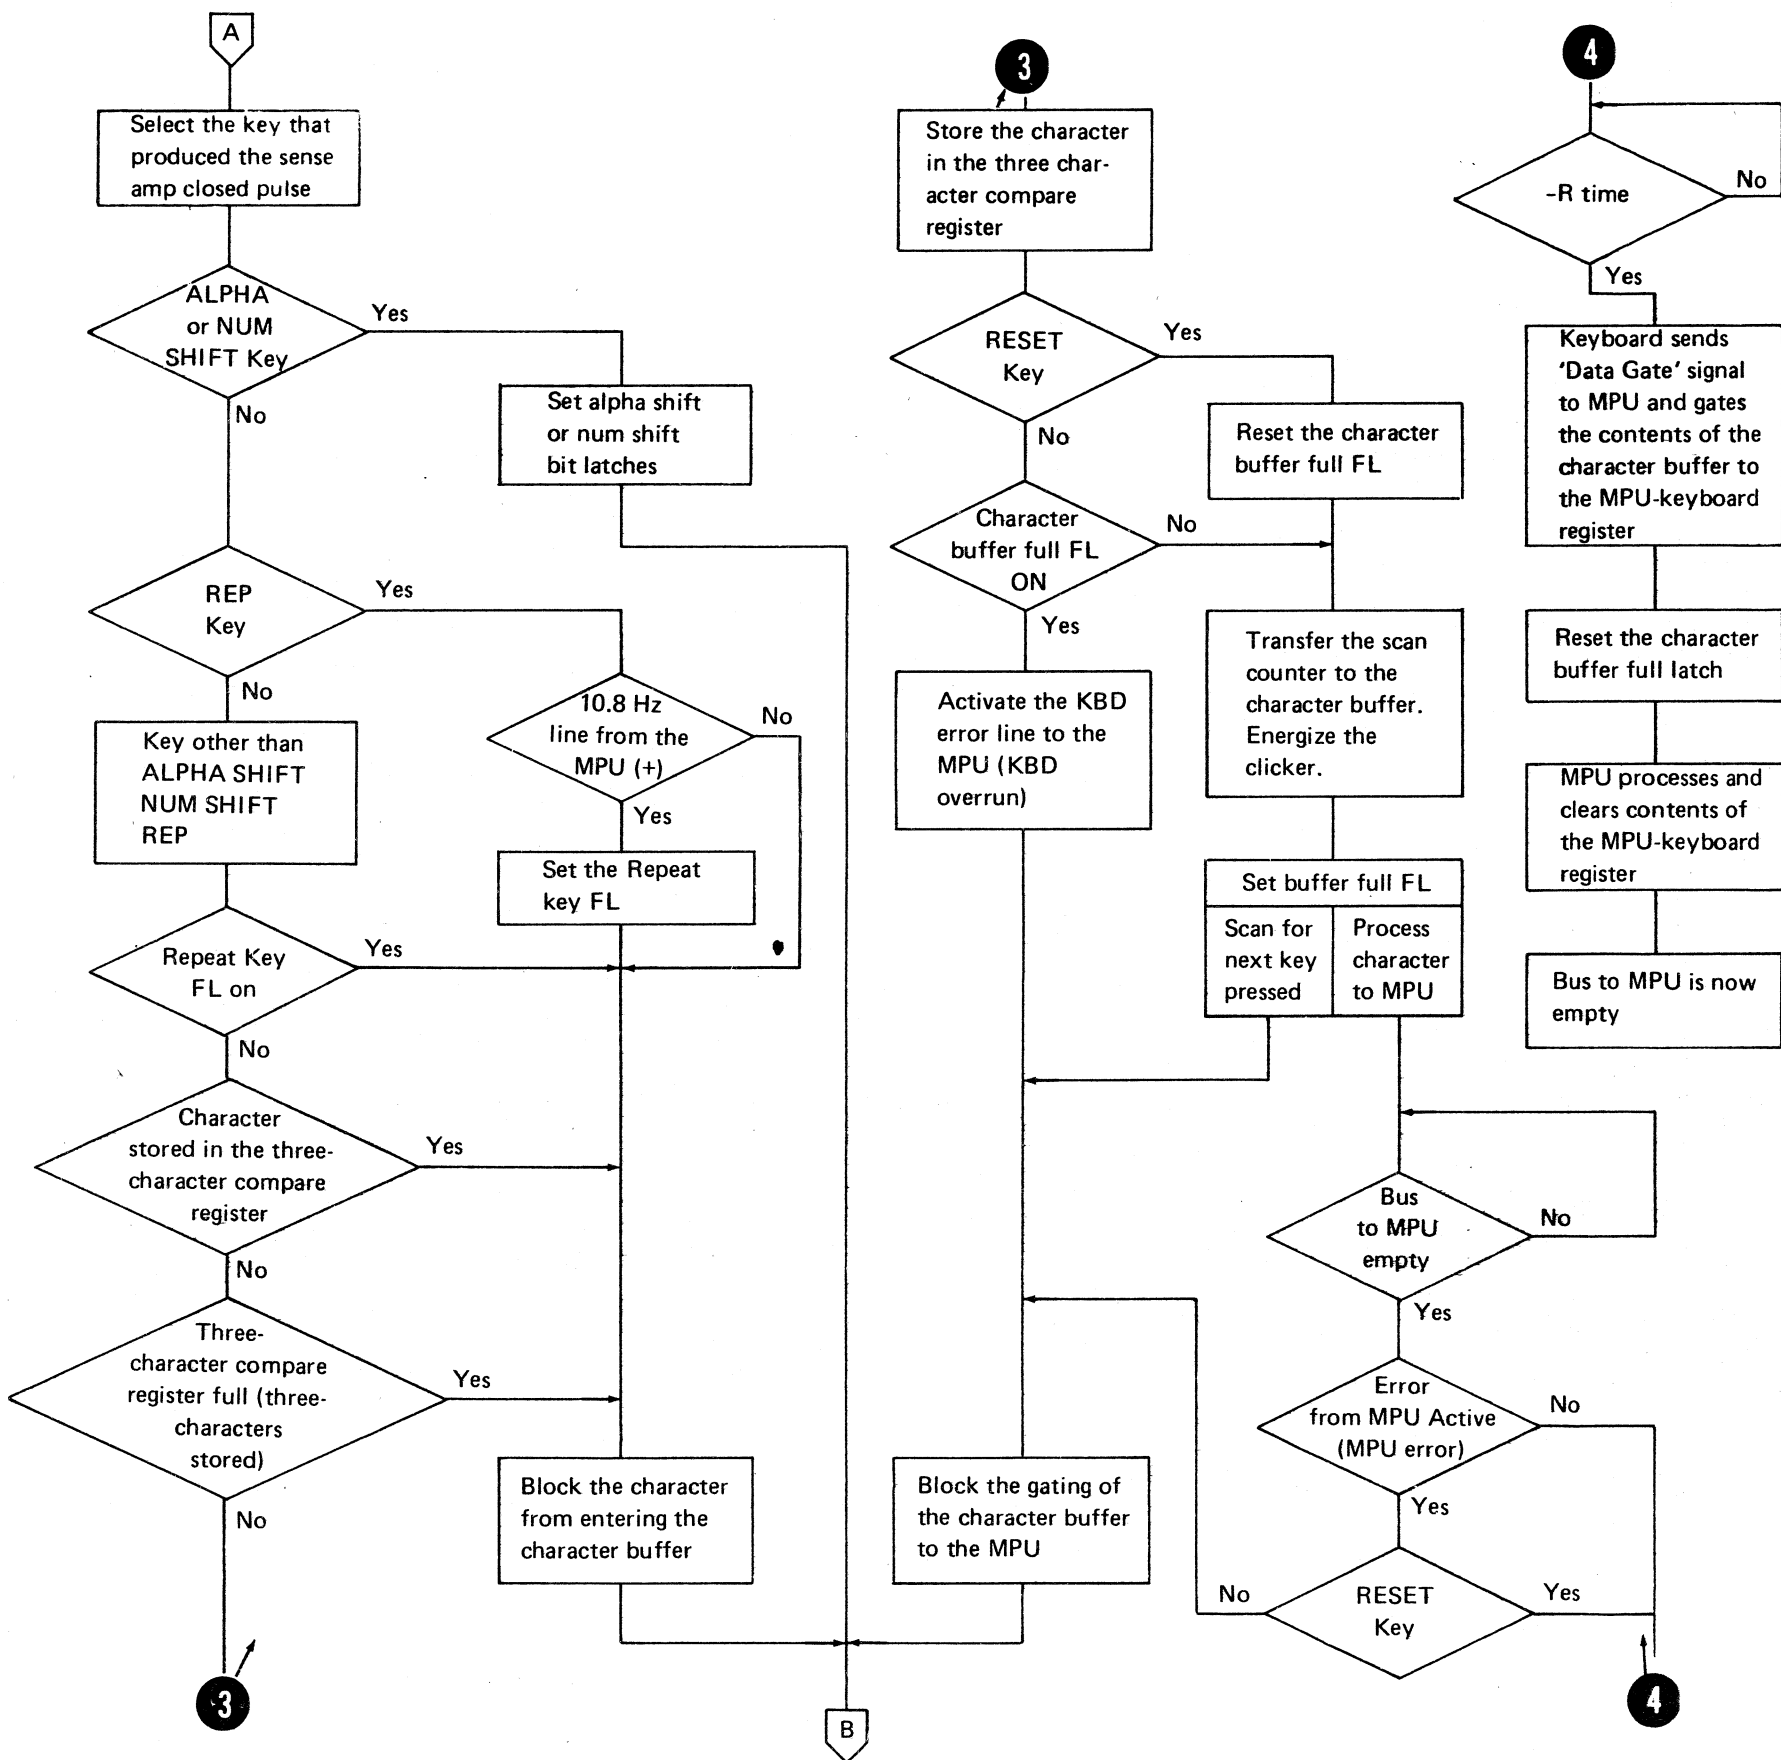 A
Select the key that
produced the sense
amp closed pulse
ALPHA
or NUM
SHIFT Key
Yes
No
Set alpha shift
or num shift
bit latches
REP
Key
Yes
No
10.8 Hz
line from the
MPU (+)
No
Yes
Key other than
ALPHA SHIFT
NUM SHIFT
REP
Set the Repeat
key FL
Repeat Key
FL on
Yes
No
Character
stored in the three-
character compare
register
Yes
No
Three-
character compare
register full (three-
characters
stored)
Yes
No
Block the character
from entering the
character buffer
3
B
3
Store the character
in the three char-
acter compare
register
RESET
Key
Yes
No
Reset the character
buffer full FL
Character
buffer full FL
ON
No
Yes
Activate the KBD
error line to the
MPU (KBD
overrun)
Transfer the scan
counter to the
character buffer.
Energize the
clicker.
Set buffer full FL
Scan for
next key
pressed
Process
character
to MPU
Bus
to MPU
empty
No
Yes
Error
from MPU Active
(MPU error)
No
Yes
Block the gating of
the character buffer
to the MPU
RESET
Key
No
Yes
4
4
-R time
No
Yes
Keyboard sends
'Data Gate' signal
to MPU and gates
the contents of the
character buffer to
the MPU-keyboard
register
Reset the character
buffer full latch
MPU processes and
clears contents of
the MPU-keyboard
register
Bus to MPU is now
empty